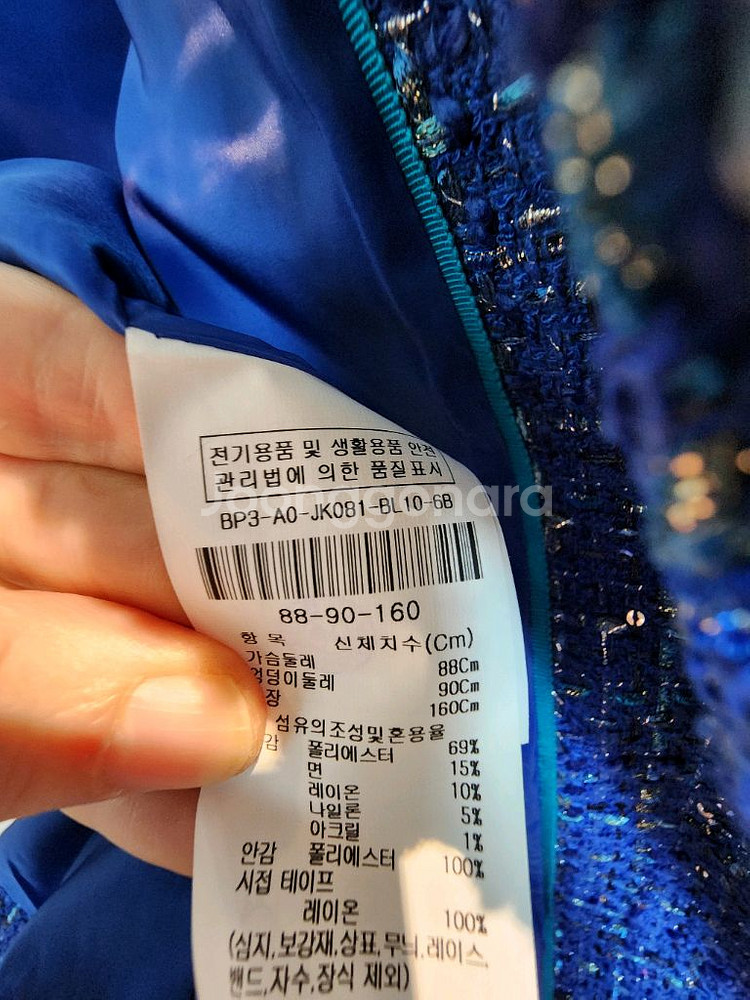 전기용품 및 생활용품 안전
관리법에 의한 품질표시
Joonggonara
BP3-A0-JK081-BL10-6B
88-90-160
항 목 신체치수(Cm)
가슴둘레 88Cm
엉덩이둘레 90Cm
장 160Cm
섬유의조성및혼용율
감 폴리에스터 69%
면 15%
레이온 10%
나일론 5%
아크릴 1%
안감 폴리에스터 100%
시접 테이프
레이온 100%
(심지,보강재,상표,무늬,레이스,
밴드,자수,장식 제외)